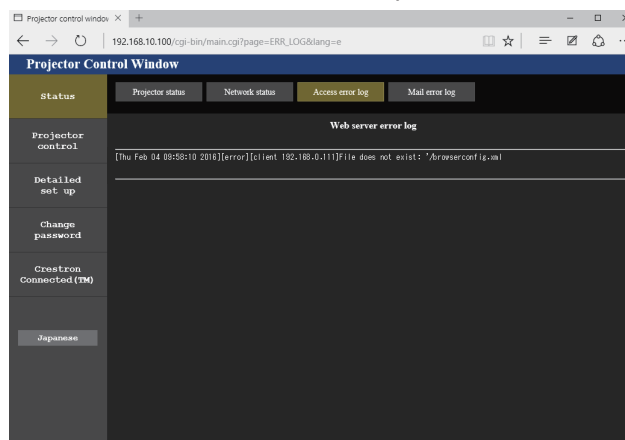 Projector control windov
192.168.10.100/cgi-bin/main.cgi?page=ERR_LOG&lang=e
Projector Control Window
Status
Projector status
Network status
Access error log
Mail error log
Web server error log
[Thu Feb 04 09:58:10 2016][error][client 192.168.0.111]File does not exist: '/browserconfig.xml
Projector
control
Detailed
set up
Change
password
Crestron
Connected(TM)
Japanese